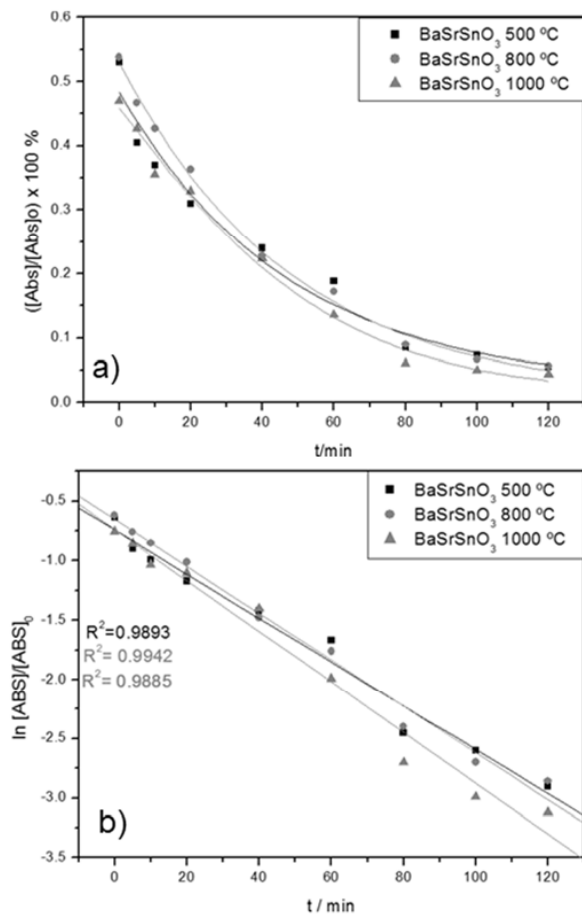 0.6
0.5
0.4
0.3
0.2
0.1
0.0
([Abs]/[Abs]o) x 100 %
BaSrSnO3 500 ºC
BaSrSnO3 800 ºC
BaSrSnO3 1000 ºC
a)
0 20 40 60 80 100 120
t/min
-0.5
-1.0
-1.5
-2.0
-2.5
-3.0
-3.5
ln [ABS]/[ABS]0
BaSrSnO3 500 ºC
BaSrSnO3 800 ºC
BaSrSnO3 1000 ºC
R2=0.9893
R2= 0.9942
R2= 0.9885
b)
0 20 40 60 80 100 120
t / min